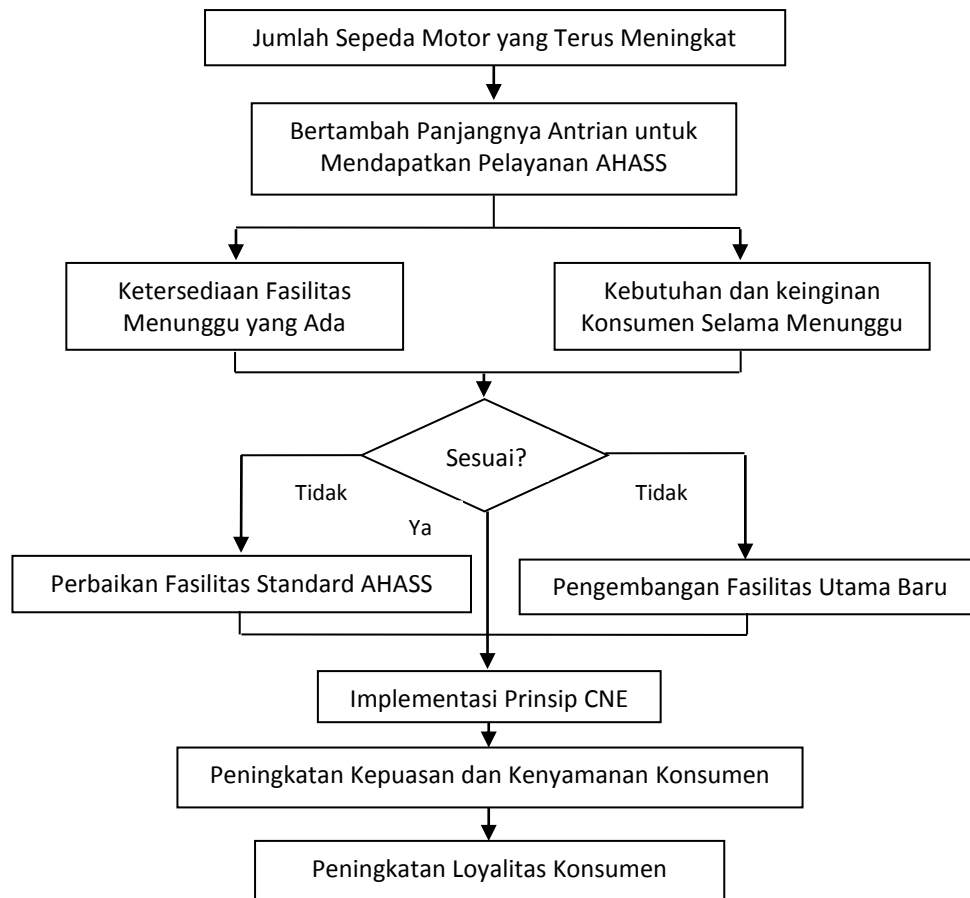 Jumlah Sepeda Motor yang Terus Meningkat
Bertambah Panjangnya Antrian untuk
Mendapatkan Pelayanan AHASS
Ketersediaan Fasilitas
Menunggu yang Ada
Kebutuhan dan keinginan
Konsumen Selama Menunggu
Sesuai?
Tidak
Tidak
Ya
Perbaikan Fasilitas Standard AHASS
Pengembangan Fasilitas Utama Baru
Implementasi Prinsip CNE
Peningkatan Kepuasan dan Kenyamanan Konsumen
Peningkatan Loyalitas Konsumen